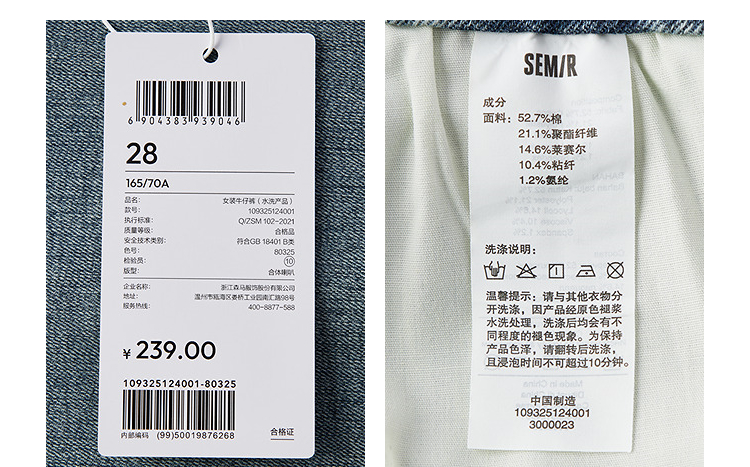 6 904383 939046
28
165/70A
品名: 女装牛仔裤(水洗产品)
款号: 109325124001
执行标准: Q/ZSM 102-2021
质量等级: 合格品
安全技术类别: 符合GB 18401 B类
色号: 80325
检验员: 10
版型: 合体喇叭
企业名称: 浙江森马服饰股份有限公司
地址: 温州市瓯海区娄桥工业园南汇路98号
服务热线: 400-8877-588
¥ 239.00
109325124001-80325
内部编码 (99)50019876268
合格证
SEMIR
成分
面料: 52.7%棉
21.1%聚酯纤维
14.6%莱赛尔
10.4%粘纤
1.2%氨纶
洗涤说明:
温馨提示: 请与其他衣物分
开洗涤, 因产品经原色褪浆
水洗处理, 洗涤后均会有不
同程度的褪色现象。为保持
产品色泽, 请翻转后洗涤,
且浸泡时间不可超过10分钟。
中国制造
109325124001
3000023